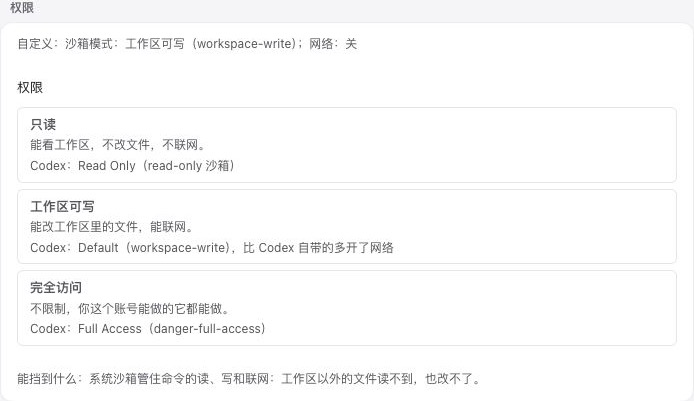 权限
自定义：沙箱模式：工作区可写（workspace-write）；网络：关
权限
只读
能看工作区，不改文件，不联网。
Codex：Read Only（read-only 沙箱）
工作区可写
能改工作区里的文件，能联网。
Codex：Default（workspace-write），比 Codex 自带的多开了网络
完全访问
不限制，你这个账号能做的它都能做。
Codex：Full Access（danger-full-access）
能挡到什么：系统沙箱管住命令的读、写和联网：工作区以外的文件读不到，也改不了。